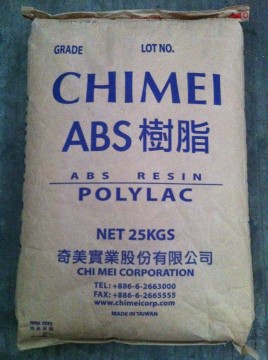 GRADE LOT NO.
CHIMEI
ABS 樹脂
ABS RESIN
POLYLAC
NET 25KGS
奇美實業股份有限公司
CHI MEI CORPORATION
TEL: +886-6-2663000
FAX: +886-6-2665555
www.chimeicorp.com
MADE IN TAIWAN